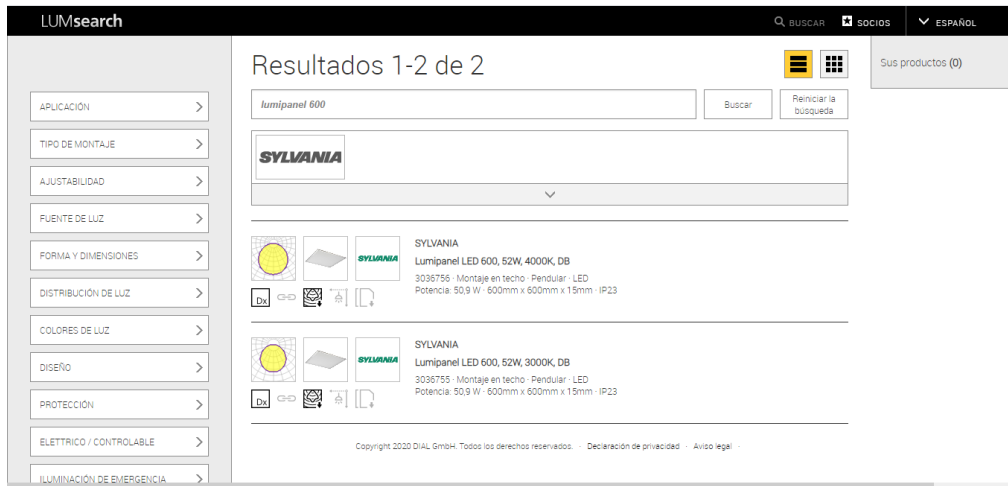 LUMsearch
BUSCAR
SOCIOS
ESPAÑOL
Resultados 1-2 de 2
Sus productos (0)
lumipanel 600
Buscar
Reiniciar la
búsqueda
APLICACIÓN
TIPO DE MONTAJE
AJUSTABILIDAD
FUENTE DE LUZ
FORMA Y DIMENSIONES
DISTRIBUCIÓN DE LUZ
COLORES DE LUZ
DISEÑO
PROTECCIÓN
ELETTRICO / CONTROLABLE
ILUMINACIÓN DE EMERGENCIA
SYLVANIA
SYLVANIA
Dx
SYLVANIA
Lumipanel LED 600, 52W, 4000K, DB
3036756 · Montaje en techo · Pendular · LED
Potencia: 50,9 W · 600mm x 600mm x 15mm · IP23
SYLVANIA
Dx
SYLVANIA
Lumipanel LED 600, 52W, 3000K, DB
3036755 · Montaje en techo · Pendular · LED
Potencia: 50,9 W · 600mm x 600mm x 15mm · IP23
Copyright 2020 DIAL GmbH. Todos los derechos reservados. · Declaración de privacidad · Aviso legal ·